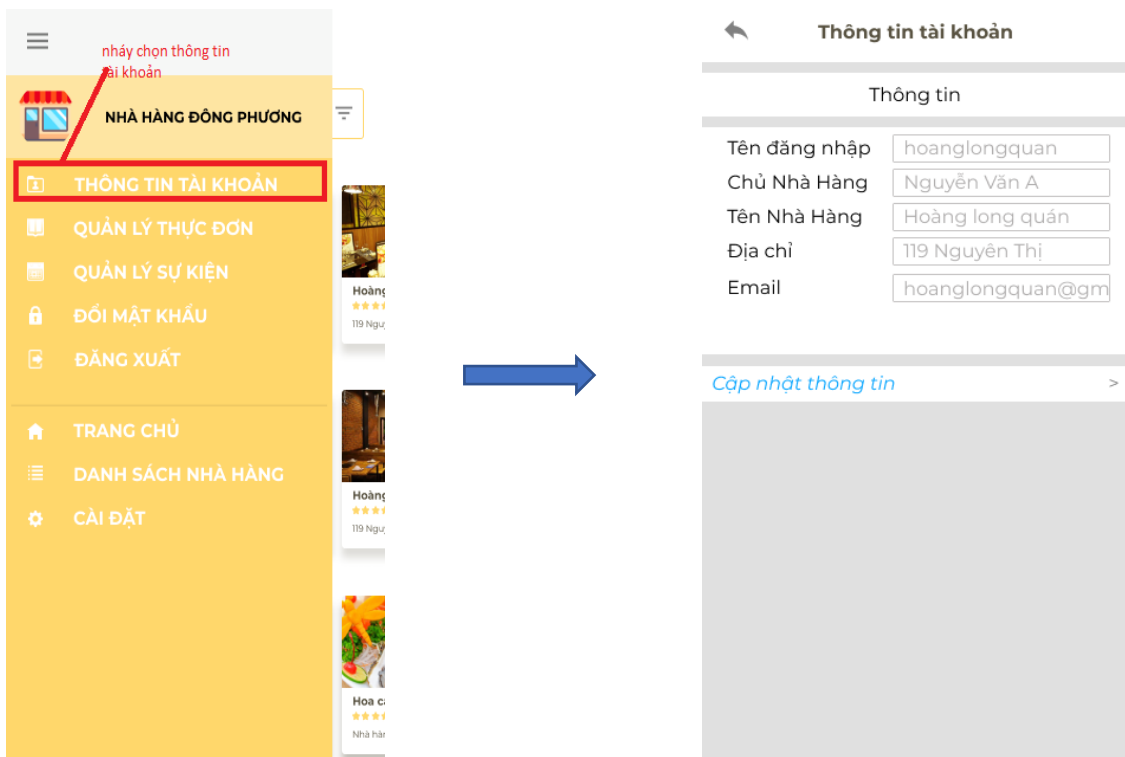 nháy chọn thông tin
tài khoản
NHÀ HÀNG ĐÔNG PHƯƠNG
THÔNG TIN TÀI KHOẢN
QUẢN LÝ THỰC ĐƠN
QUẢN LÝ SỰ KIỆN
ĐỔI MẬT KHẨU
ĐĂNG XUẤT
TRANG CHỦ
DANH SÁCH NHÀ HÀNG
CÀI ĐẶT
Hoàng
119 Nguy
Hoàng
119 Nguy
Hoa c
Nhà hàn
Thông tin tài khoản
Thông tin
Tên đăng nhập hoanglongquan
Chủ Nhà Hàng Nguyễn Văn A
Tên Nhà Hàng Hoàng long quán
Địa chỉ 119 Nguyên Thị
Email hoanglongquan@gm
Cập nhật thông tin >